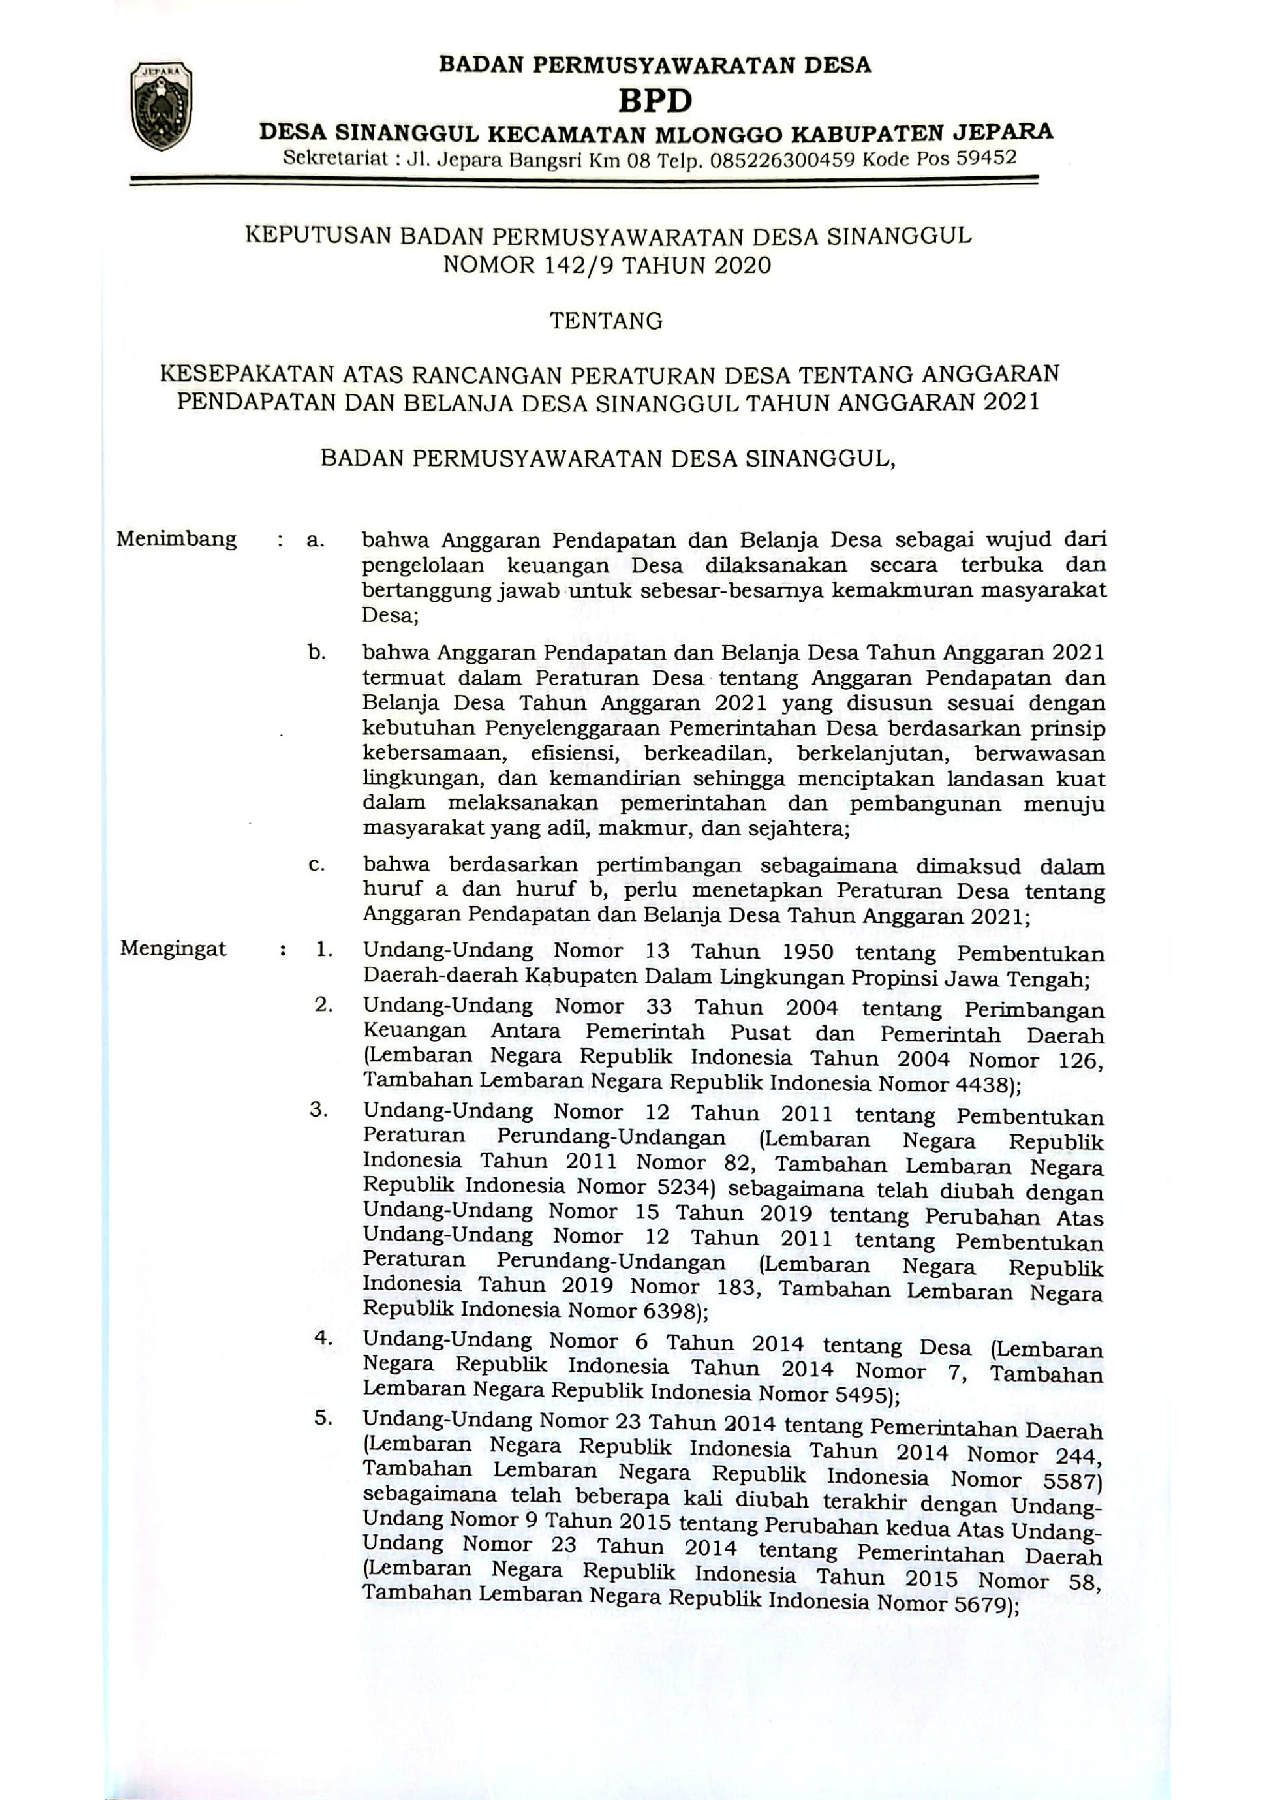 JEPARA
BADAN PERMUSYAWARATAN DESA
BPD
DESA SINANGGUL KECAMATAN MLONGGO KABUPATEN JEPARA
Sekretariat : Jl. Jepara Bangsri Km 08 Telp. 085226300459 Kode Pos 59452
KEPUTUSAN BADAN PERMUSYAWARATAN DESA SINANGGUL
NOMOR 142/9 TAHUN 2020
TENTANG
KESEPAKATAN ATAS RANCANGAN PERATURAN DESA TENTANG ANGGARAN
PENDAPATAN DAN BELANJA DESA SINANGGUL TAHUN ANGGARAN 2021
BADAN PERMUSYAWARATAN DESA SINANGGUL,
Menimbang : a. bahwa Anggaran Pendapatan dan Belanja Desa sebagai wujud dari
pengelolaan keuangan Desa dilaksanakan secara terbuka dan
bertanggung jawab untuk sebesar-besarnya kemakmuran masyarakat
Desa;
b. bahwa Anggaran Pendapatan dan Belanja Desa Tahun Anggaran 2021
termuat dalam Peraturan Desa tentang Anggaran Pendapatan dan
Belanja Desa Tahun Anggaran 2021 yang disusun sesuai dengan
kebutuhan Penyelenggaraan Pemerintahan Desa berdasarkan prinsip
kebersamaan, efisiensi, berkeadilan, berkelanjutan, berwawasan
lingkungan, dan kemandirian sehingga menciptakan landasan kuat
dalam melaksanakan pemerintahan dan pembangunan menuju
masyarakat yang adil, makmur, dan sejahtera;
c. bahwa berdasarkan pertimbangan sebagaimana dimaksud dalam
huruf a dan huruf b, perlu menetapkan Peraturan Desa tentang
Anggaran Pendapatan dan Belanja Desa Tahun Anggaran 2021;
Mengingat : 1. Undang-Undang Nomor 13 Tahun 1950 tentang Pembentukan
Daerah-daerah Kabupaten Dalam Lingkungan Propinsi Jawa Tengah;
2. Undang-Undang Nomor 33 Tahun 2004 tentang Perimbangan
Keuangan Antara Pemerintah Pusat dan Pemerintah Daerah
(Lembaran Negara Republik Indonesia Tahun 2004 Nomor 126,
Tambahan Lembaran Negara Republik Indonesia Nomor 4438);
3. Undang-Undang Nomor 12 Tahun 2011 tentang Pembentukan
Peraturan Perundang-Undangan (Lembaran Negara Republik
Indonesia Tahun 2011 Nomor 82, Tambahan Lembaran Negara
Republik Indonesia Nomor 5234) sebagaimana telah diubah dengan
Undang-Undang Nomor 15 Tahun 2019 tentang Perubahan Atas
Undang-Undang Nomor 12 Tahun 2011 tentang Pembentukan
Peraturan Perundang-Undangan (Lembaran Negara Republik
Indonesia Tahun 2019 Nomor 183, Tambahan Lembaran Negara
Republik Indonesia Nomor 6398);
4. Undang-Undang Nomor 6 Tahun 2014 tentang Desa (Lembaran
Negara Republik Indonesia Tahun 2014 Nomor 7, Tambahan
Lembaran Negara Republik Indonesia Nomor 5495);
5. Undang-Undang Nomor 23 Tahun 2014 tentang Pemerintahan Daerah
(Lembaran Negara Republik Indonesia Tahun 2014 Nomor 244,
Tambahan Lembaran Negara Republik Indonesia Nomor 5587)
sebagaimana telah beberapa kali diubah terakhir dengan Undang-
Undang Nomor 9 Tahun 2015 tentang Perubahan kedua Atas Undang-
Undang Nomor 23 Tahun 2014 tentang Pemerintahan Daerah
(Lembaran Negara Republik Indonesia Tahun 2015 Nomor 58,
Tambahan Lembaran Negara Republik Indonesia Nomor 5679);